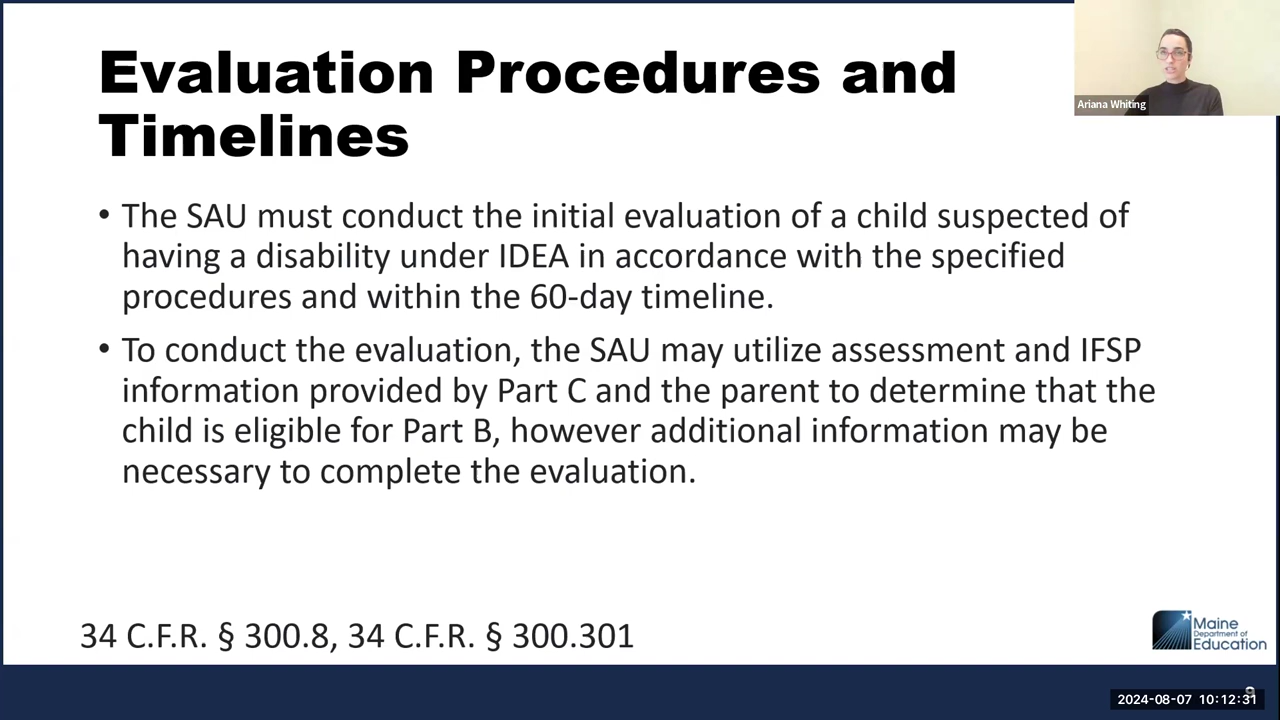 Evaluation Procedures and
Timelines
Ariana Whiting
• The SAU must conduct the initial evaluation of a child suspected of
having a disability under IDEA in accordance with the specified
procedures and within the 60-day timeline.
• To conduct the evaluation, the SAU may utilize assessment and IFSP
information provided by Part C and the parent to determine that the
child is eligible for Part B, however additional information may be
necessary to complete the evaluation.
34 C.F.R. § 300.8, 34 C.F.R. § 300.301
Maine
Department of
Education
9
2024-08-07 10:12:31